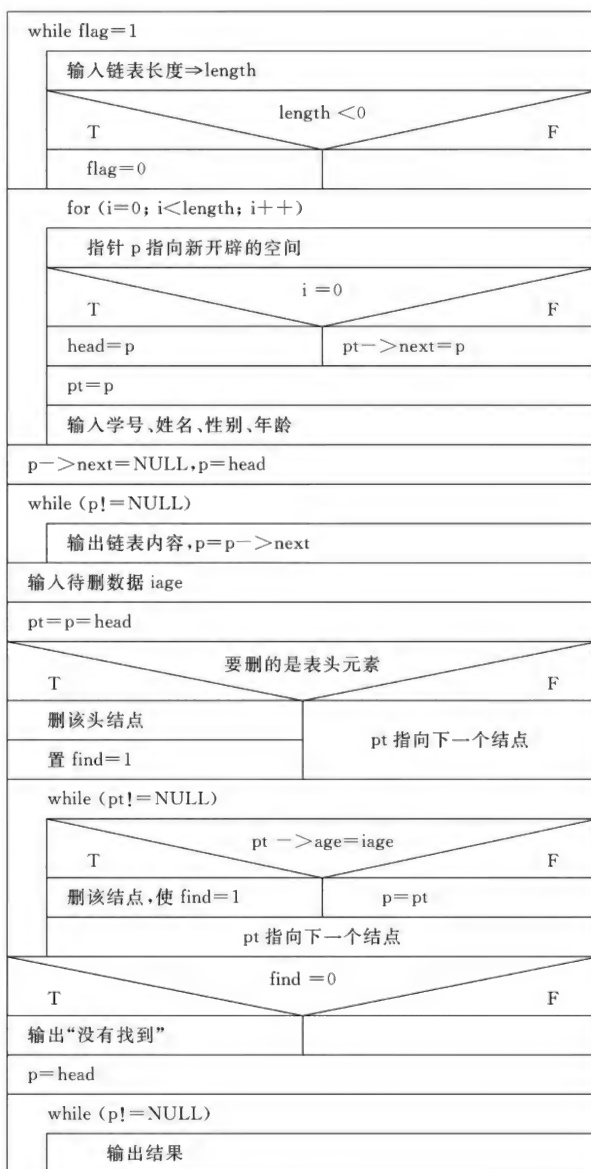 while flag=1
输入链表长度⇒length
length <0
T
F
flag=0
for (i=0; i<length; i++)
指针 p 指向新开辟的空间
i =0
T
F
head=p
pt->next=p
pt=p
输入学号、姓名、性别、年龄
p->next=NULL,p=head
while (p!=NULL)
输出链表内容,p=p->next
输入待删数据 iage
pt=p=head
要删的是表头元素
T
F
删该头结点
pt 指向下一个结点
置 find=1
while (pt!=NULL)
pt ->age=iage
T
F
删该结点,使 find=1
p=pt
pt 指向下一个结点
find =0
T
F
输出“没有找到”
p=head
while (p!=NULL)
输出结果